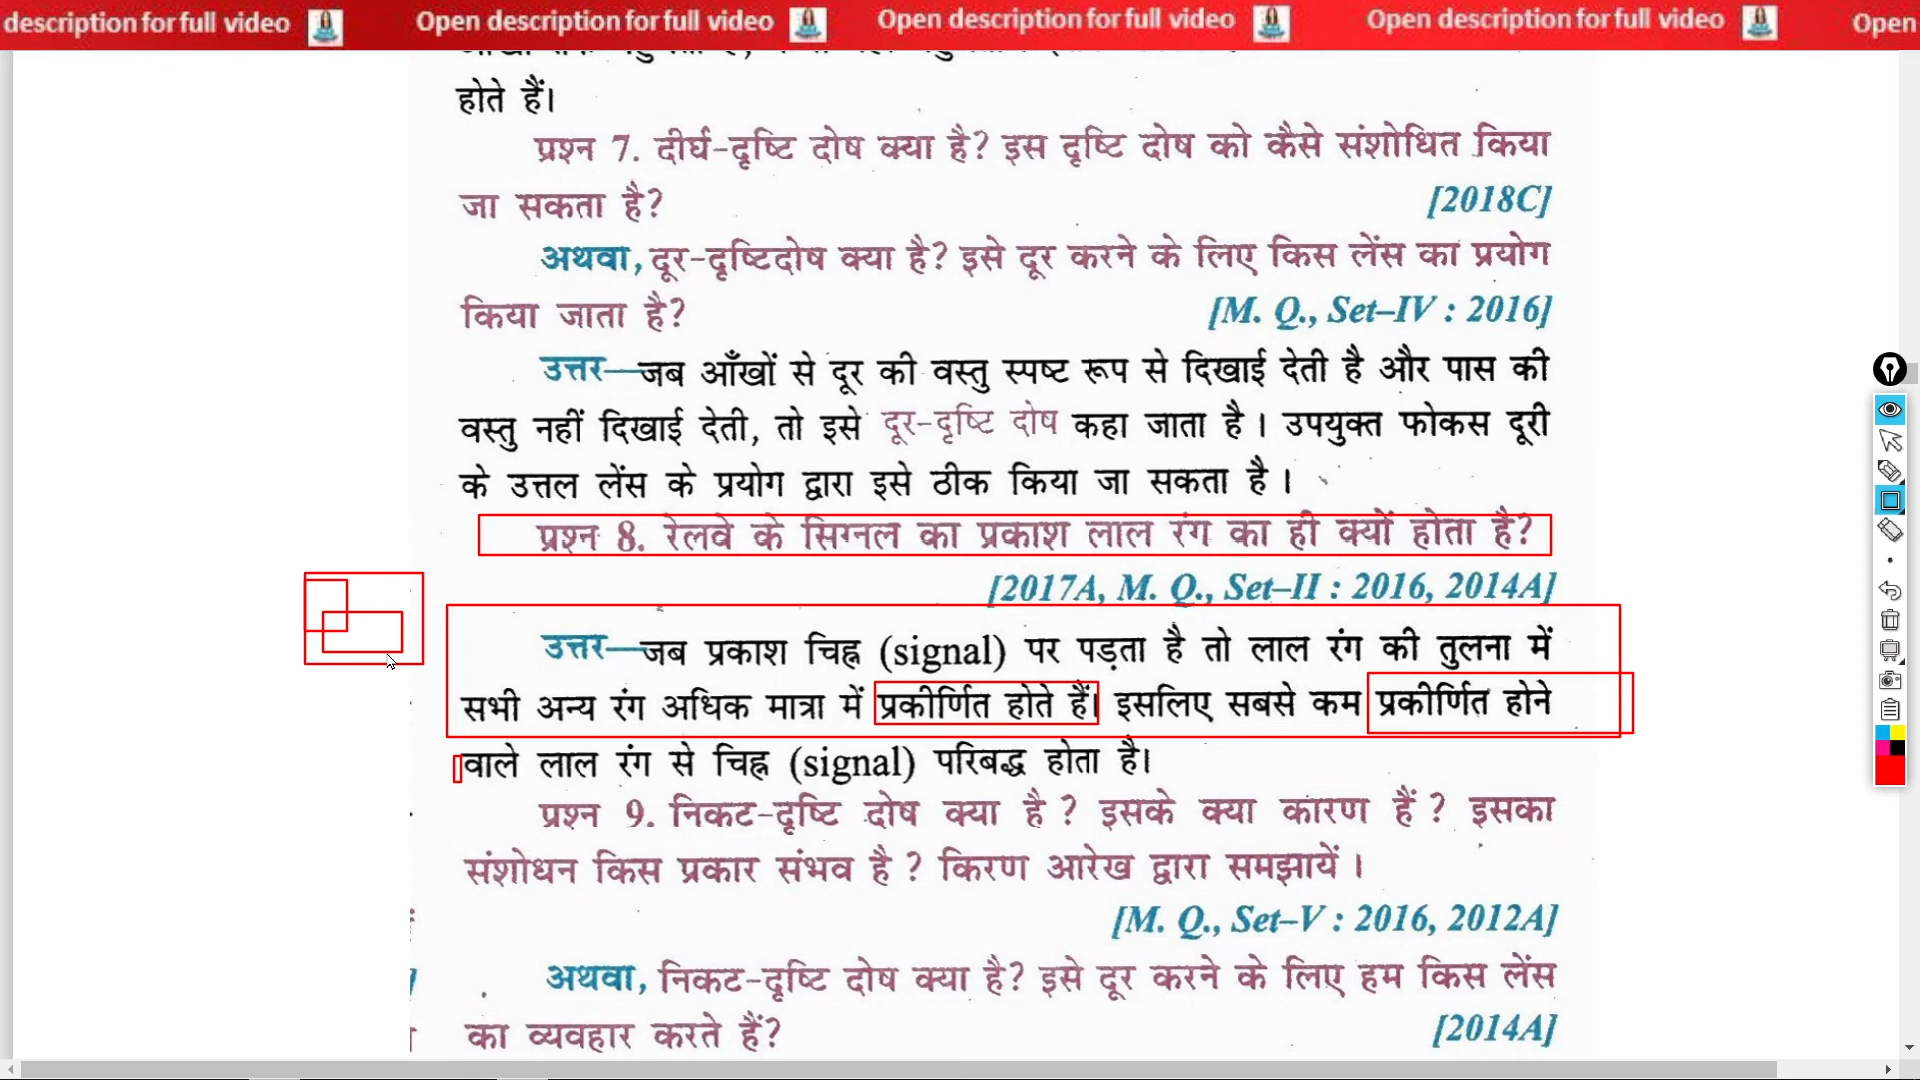 description for full video Open description for full video Open description for full video Open description for full video Open
होते हैं।
प्रश्न 7. दीर्घ-दृष्टि दोष क्या है? इस दृष्टि दोष को कैसे संशोधित किया
जा सकता है? [2018C]
अथवा, दूर-दृष्टिदोष क्या है? इसे दूर करने के लिए किस लेंस का प्रयोग
किया जाता है? [M. Q., Set–IV : 2016]
उत्तर—जब आँखों से दूर की वस्तु स्पष्ट रूप से दिखाई देती है और पास की
वस्तु नहीं दिखाई देती, तो इसे दूर-दृष्टि दोष कहा जाता है । उपयुक्त फोकस दूरी
के उत्तल लेंस के प्रयोग द्वारा इसे ठीक किया जा सकता है ।
प्रश्न 8. रेलवे के सिग्नल का प्रकाश लाल रंग का ही क्यों होता है?
[2017A, M. Q., Set–II : 2016, 2014A]
उत्तर—जब प्रकाश चिह्न (signal) पर पड़ता है तो लाल रंग की तुलना में
सभी अन्य रंग अधिक मात्रा में प्रकीर्णित होते हैं। इसलिए सबसे कम प्रकीर्णित होने
वाले लाल रंग से चिह्न (signal) परिबद्ध होता है।
प्रश्न 9. निकट-दृष्टि दोष क्या है ? इसके क्या कारण हैं ? इसका
संशोधन किस प्रकार संभव है ? किरण आरेख द्वारा समझायें ।
[M. Q., Set–V : 2016, 2012A]
अथवा, निकट-दृष्टि दोष क्या है? इसे दूर करने के लिए हम किस लेंस
का व्यवहार करते हैं? [2014A]